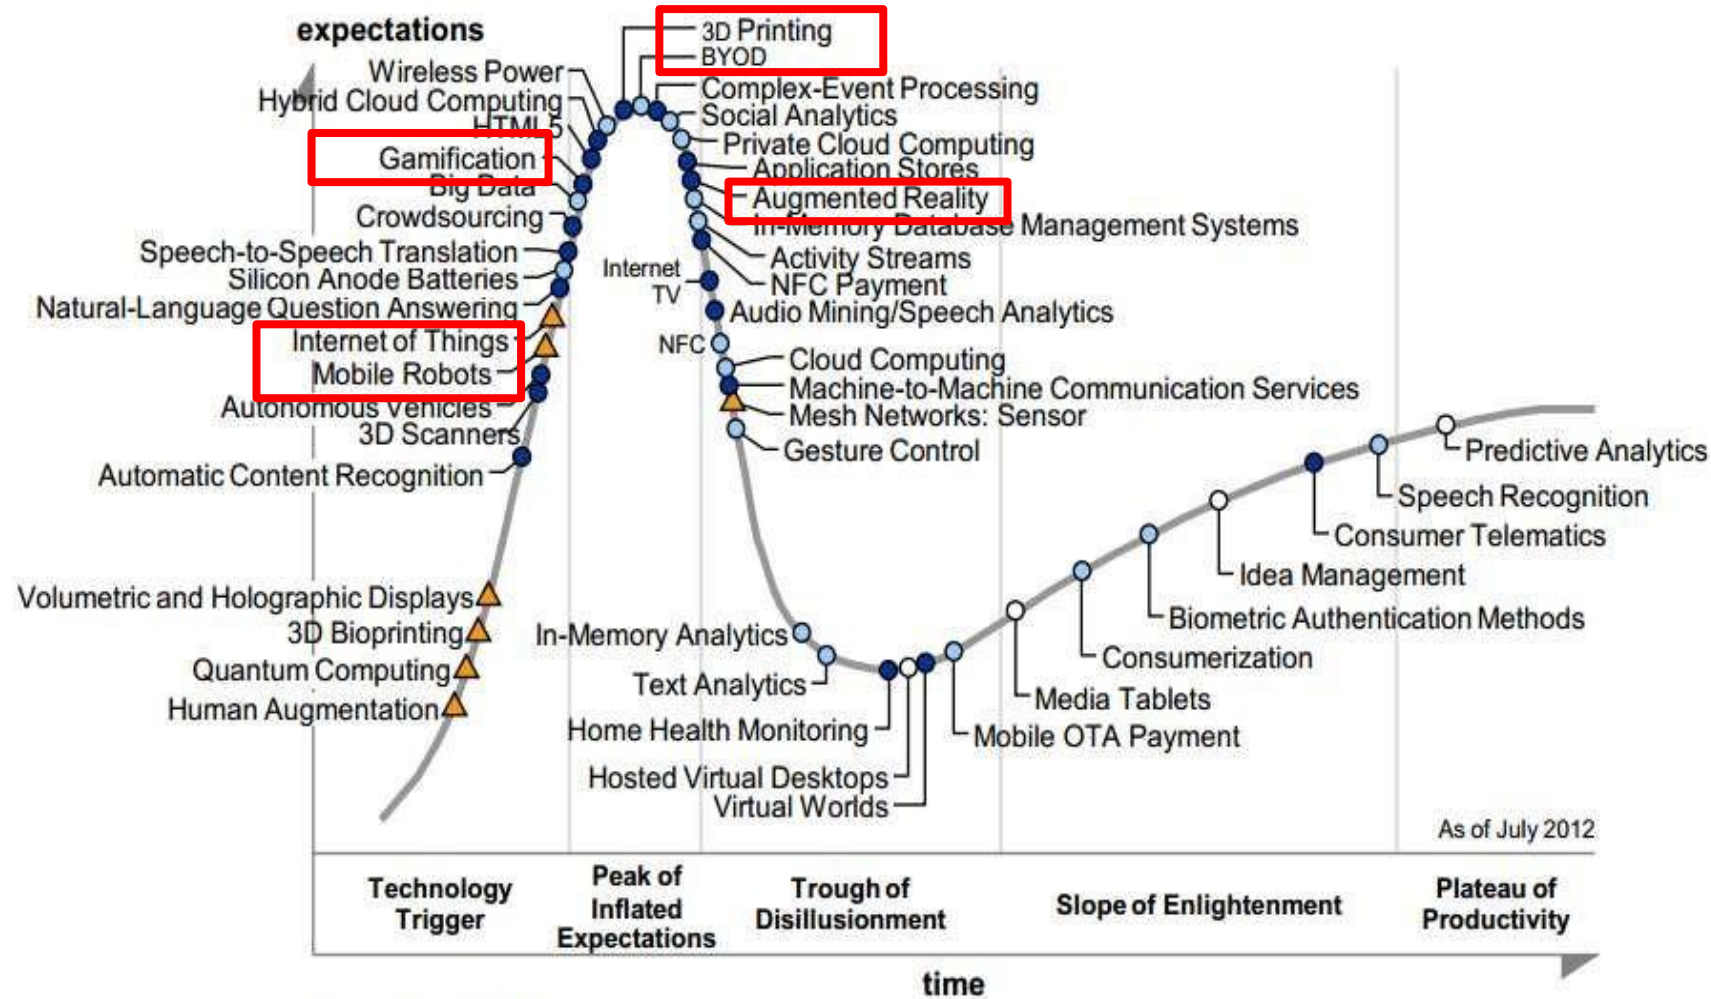 expectations
3D Printing
BYOD
Wireless Power
Complex-Event Processing
Hybrid Cloud Computing
Social Analytics
HTML5
Private Cloud Computing
Gamification
Application Stores
Big Data
Augmented Reality
Crowdsourcing
In-Memory Database Management Systems
Speech-to-Speech Translation
Activity Streams
Silicon Anode Batteries
Internet
TV
NFC Payment
Natural-Language Question Answering
Audio Mining/Speech Analytics
Internet of Things
NFC
Cloud Computing
Mobile Robots
Machine-to-Machine Communication Services
Autonomous Vehicles
Mesh Networks: Sensor
3D Scanners
Gesture Control
Predictive Analytics
Automatic Content Recognition
Speech Recognition
Consumer Telematics
Idea Management
Volumetric and Holographic Displays
Biometric Authentication Methods
3D Bioprinting
In-Memory Analytics
Consumerization
Quantum Computing
Text Analytics
Media Tablets
Human Augmentation
Home Health Monitoring
Mobile OTA Payment
Hosted Virtual Desktops
Virtual Worlds
As of July 2012
Technology
Trigger
Peak of
Inflated
Expectations
Trough of
Disillusionment
Slope of Enlightenment
Plateau of
Productivity
time